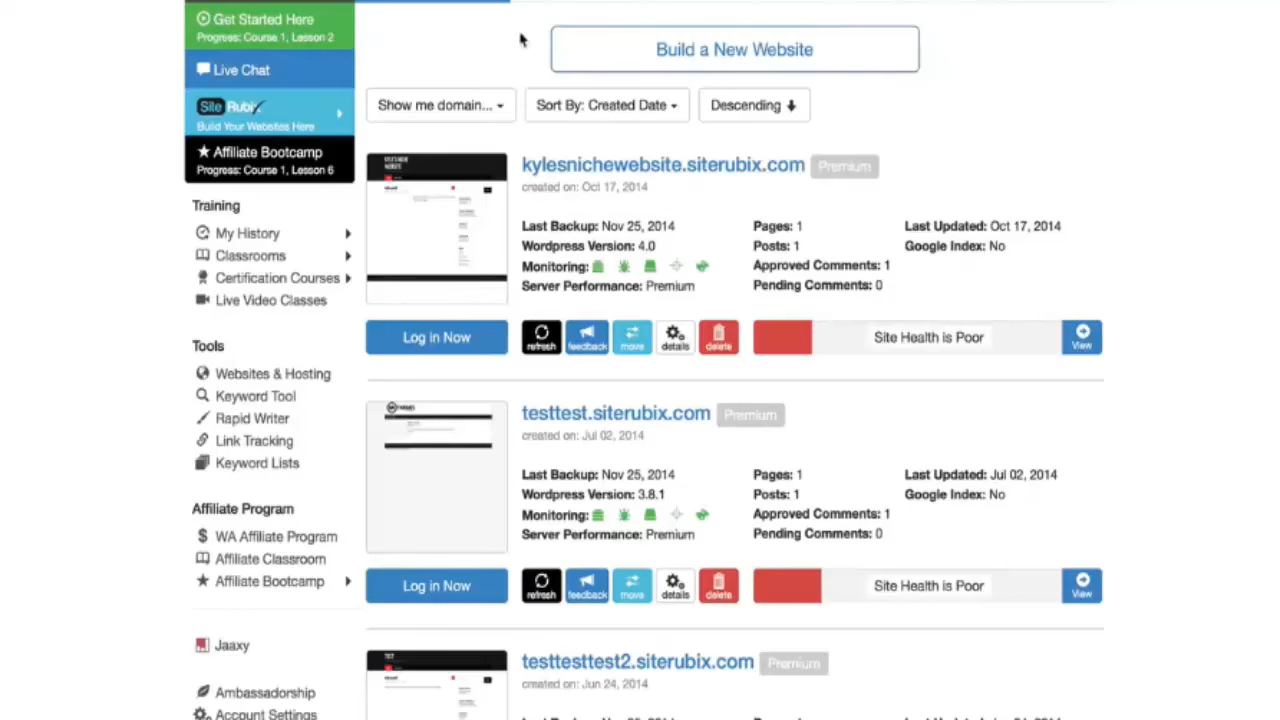 Get Started Here
Progress: Course 1, Lesson 2
Live Chat
Site Rubix
Build Your Websites Here
Affiliate Bootcamp
Progress: Course 1, Lesson 6
Training
My History
Classrooms
Certification Courses
Live Video Classes
Tools
Websites & Hosting
Keyword Tool
Rapid Writer
Link Tracking
Keyword Lists
Affiliate Program
WA Affiliate Program
Affiliate Classroom
Affiliate Bootcamp
Jaaxy
Ambassadorship
Account Settings
Build a New Website
Show me domain...
Sort By: Created Date
Descending
kylesnichewebsite.siterubix.com Premium
created on: Oct 17, 2014
Last Backup: Nov 25, 2014 Pages: 1 Last Updated: Oct 17, 2014
Wordpress Version: 4.0 Posts: 1 Google Index: No
Monitoring: Approved Comments: 1
Server Performance: Premium Pending Comments: 0
Log in Now refresh feedback move details delete Site Health is Poor View
testtest.siterubix.com Premium
created on: Jul 02, 2014
Last Backup: Nov 25, 2014 Pages: 1 Last Updated: Jul 02, 2014
Wordpress Version: 3.8.1 Posts: 1 Google Index: No
Monitoring: Approved Comments: 1
Server Performance: Premium Pending Comments: 0
Log in Now refresh feedback move details delete Site Health is Poor View
testtesttest2.siterubix.com Premium
created on: Jun 24, 2014